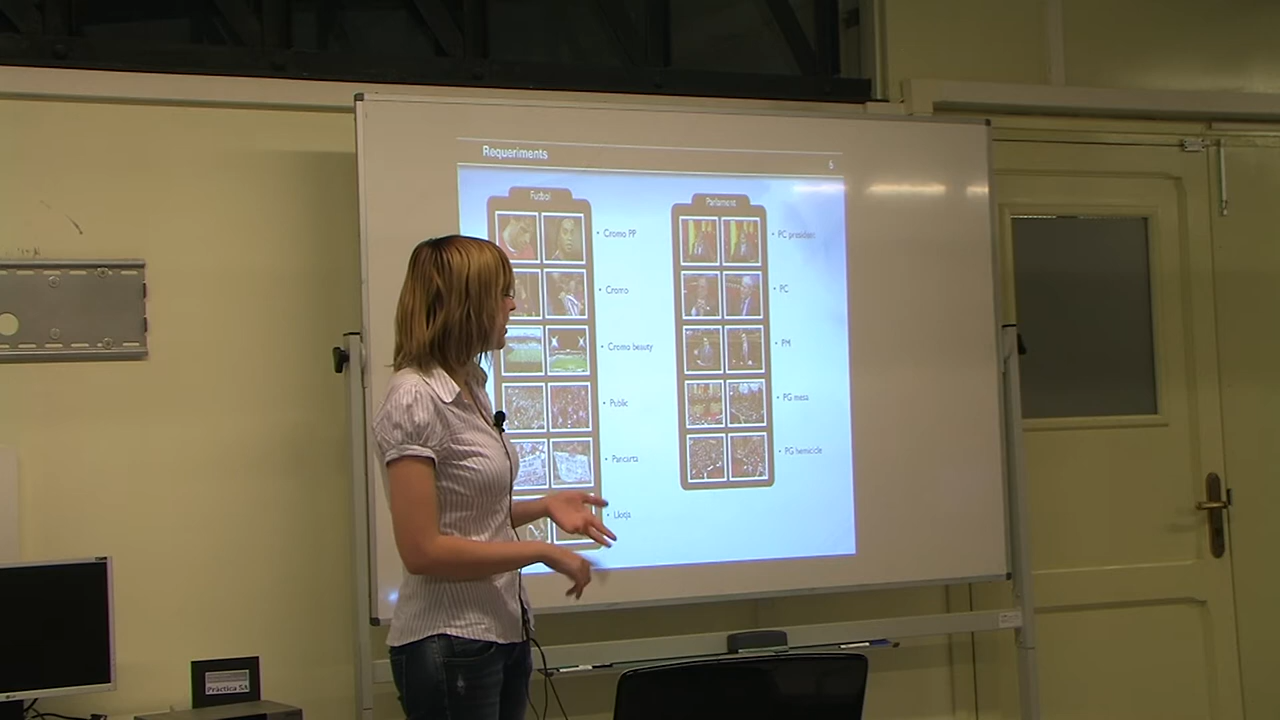 Requeriments
5
Futbol
Parlament
• Cromo PP
• Cromo
• Cromo beauty
• Public
• Pancarta
• Llotja
• PC president
• PC
• PM
• PG mesa
• PG hemicicle
Pràctica 5A